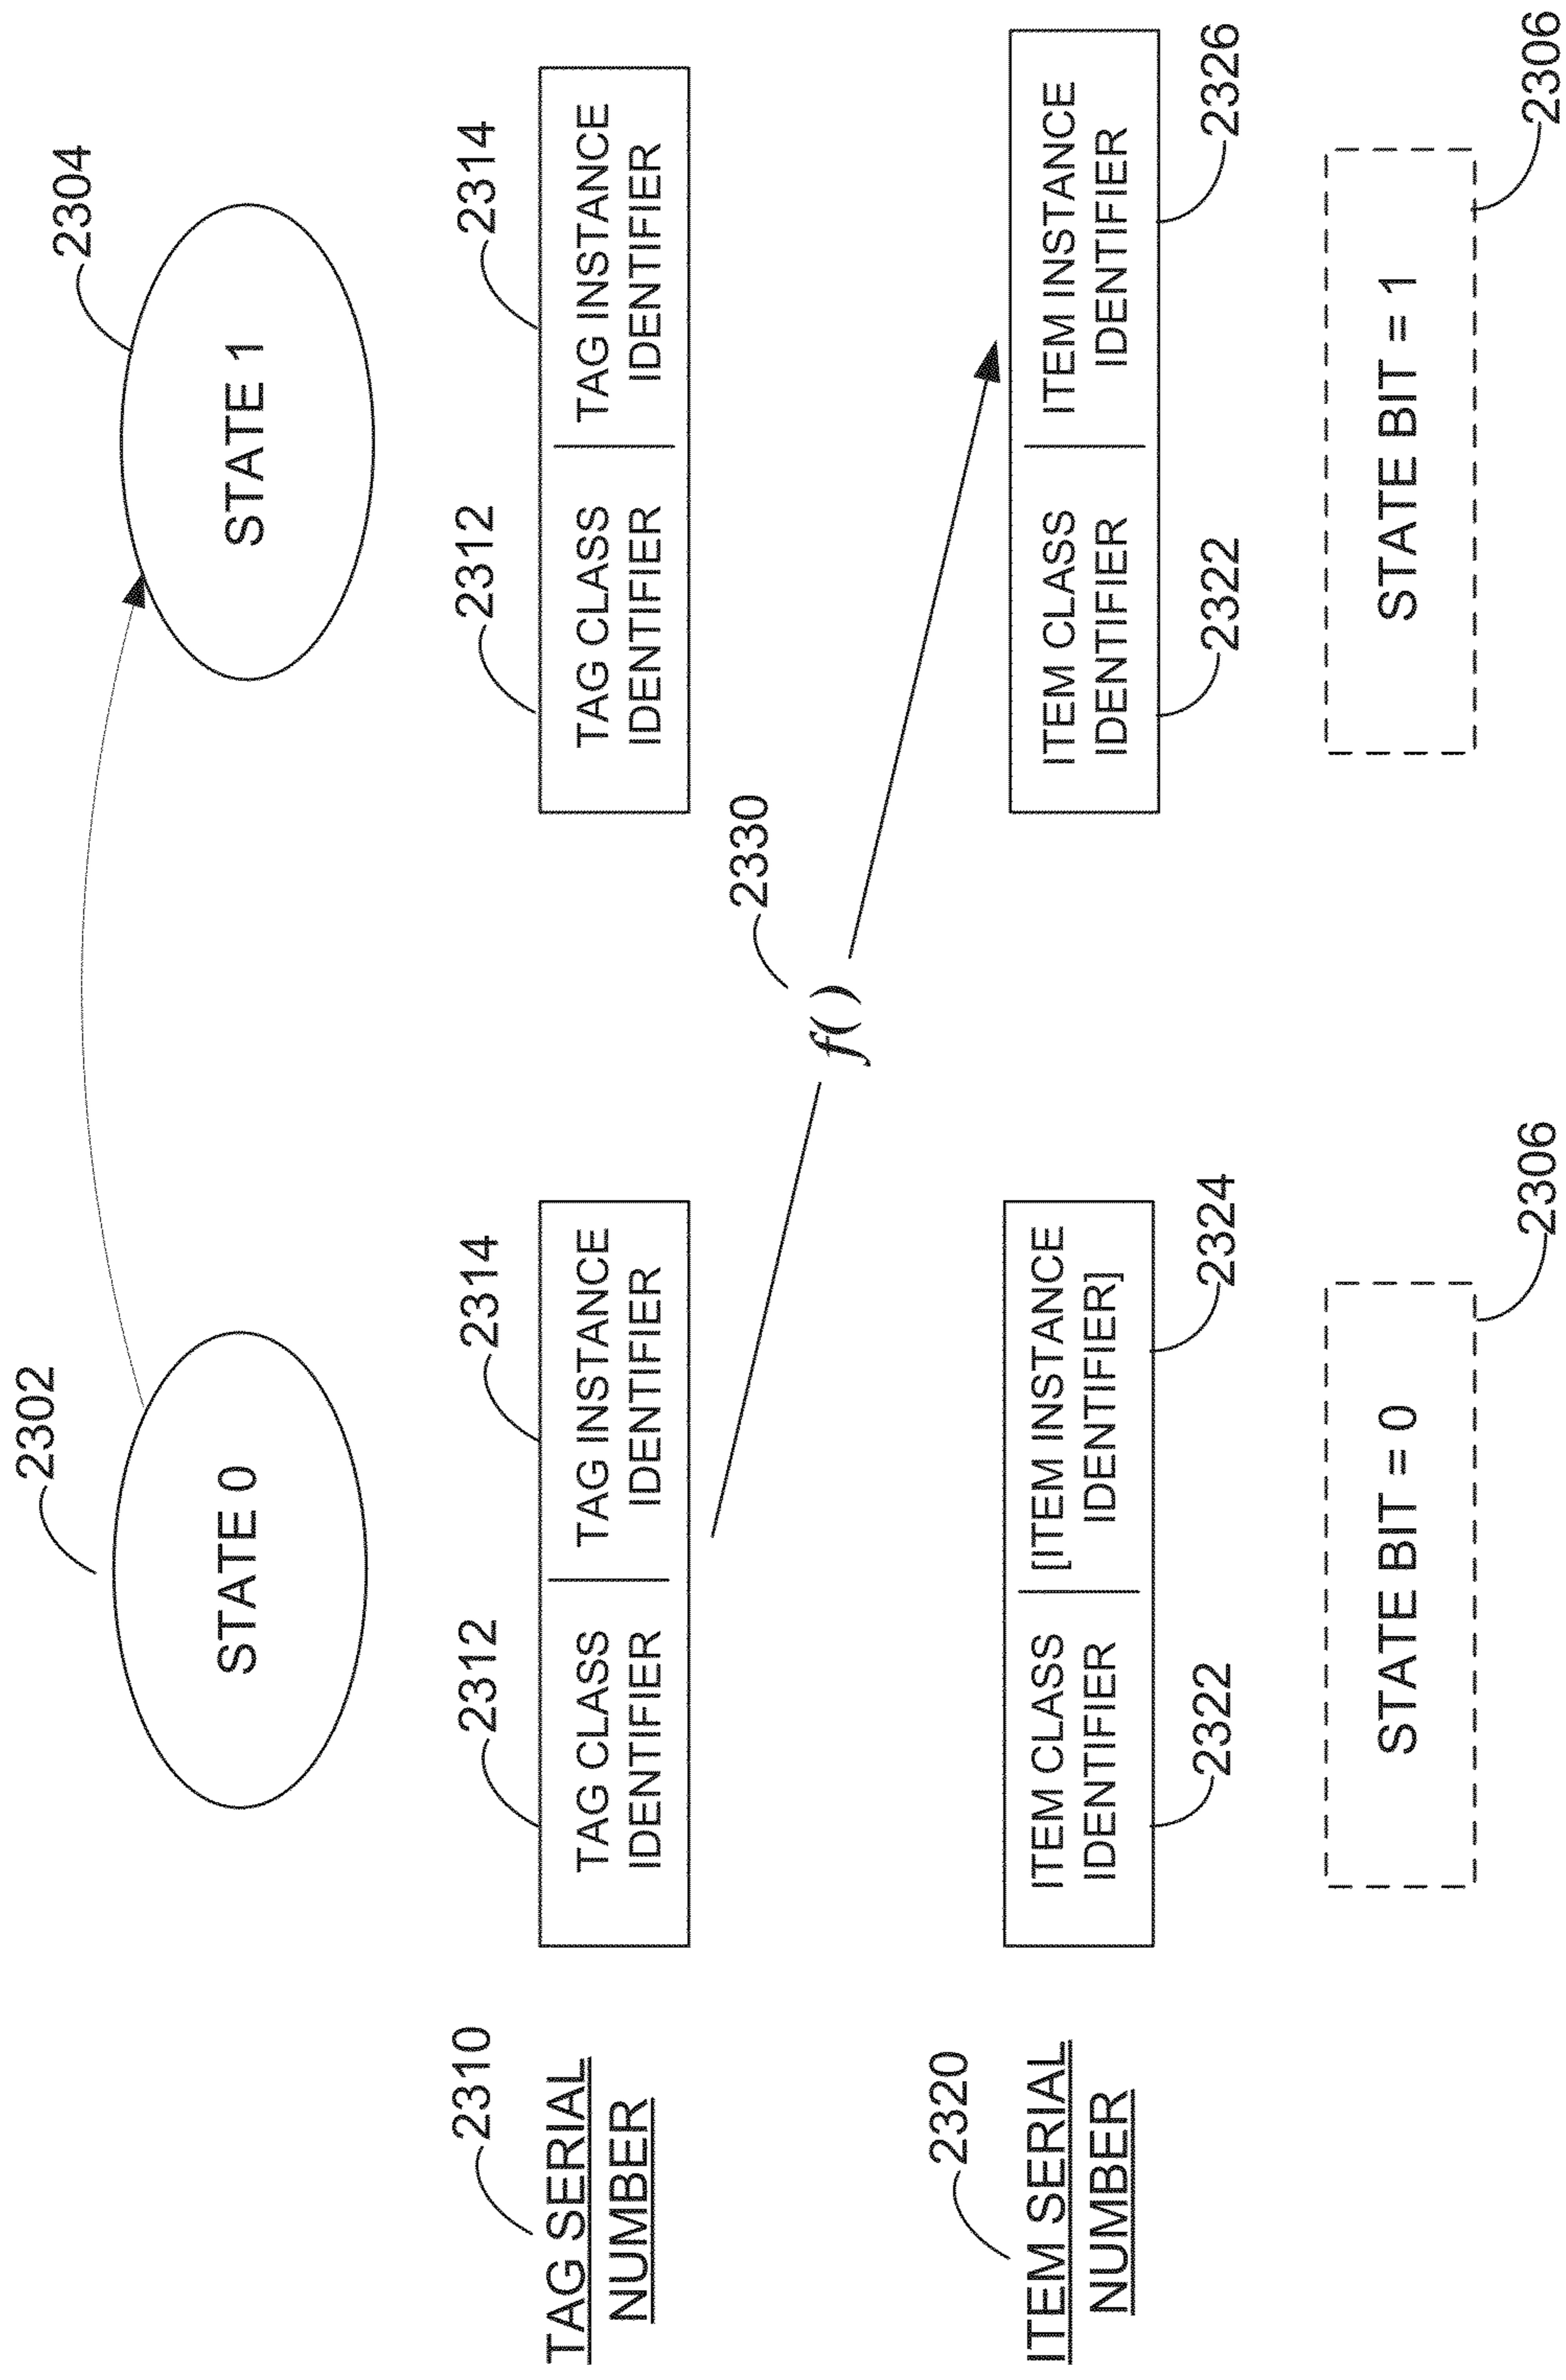 2302
2304
STATE 0
STATE 1
2310
2312
2314
2312
2314
TAG SERIAL
NUMBER
TAG CLASS
IDENTIFIER
TAG INSTANCE
IDENTIFIER
TAG CLASS
IDENTIFIER
TAG INSTANCE
IDENTIFIER
2330
f( )
2320
ITEM SERIAL
NUMBER
ITEM CLASS
IDENTIFIER
[ITEM INSTANCE
IDENTIFIER]
ITEM CLASS
IDENTIFIER
ITEM INSTANCE
IDENTIFIER
2322
2324
2322
2326
STATE BIT = 0
STATE BIT = 1
2306
2306